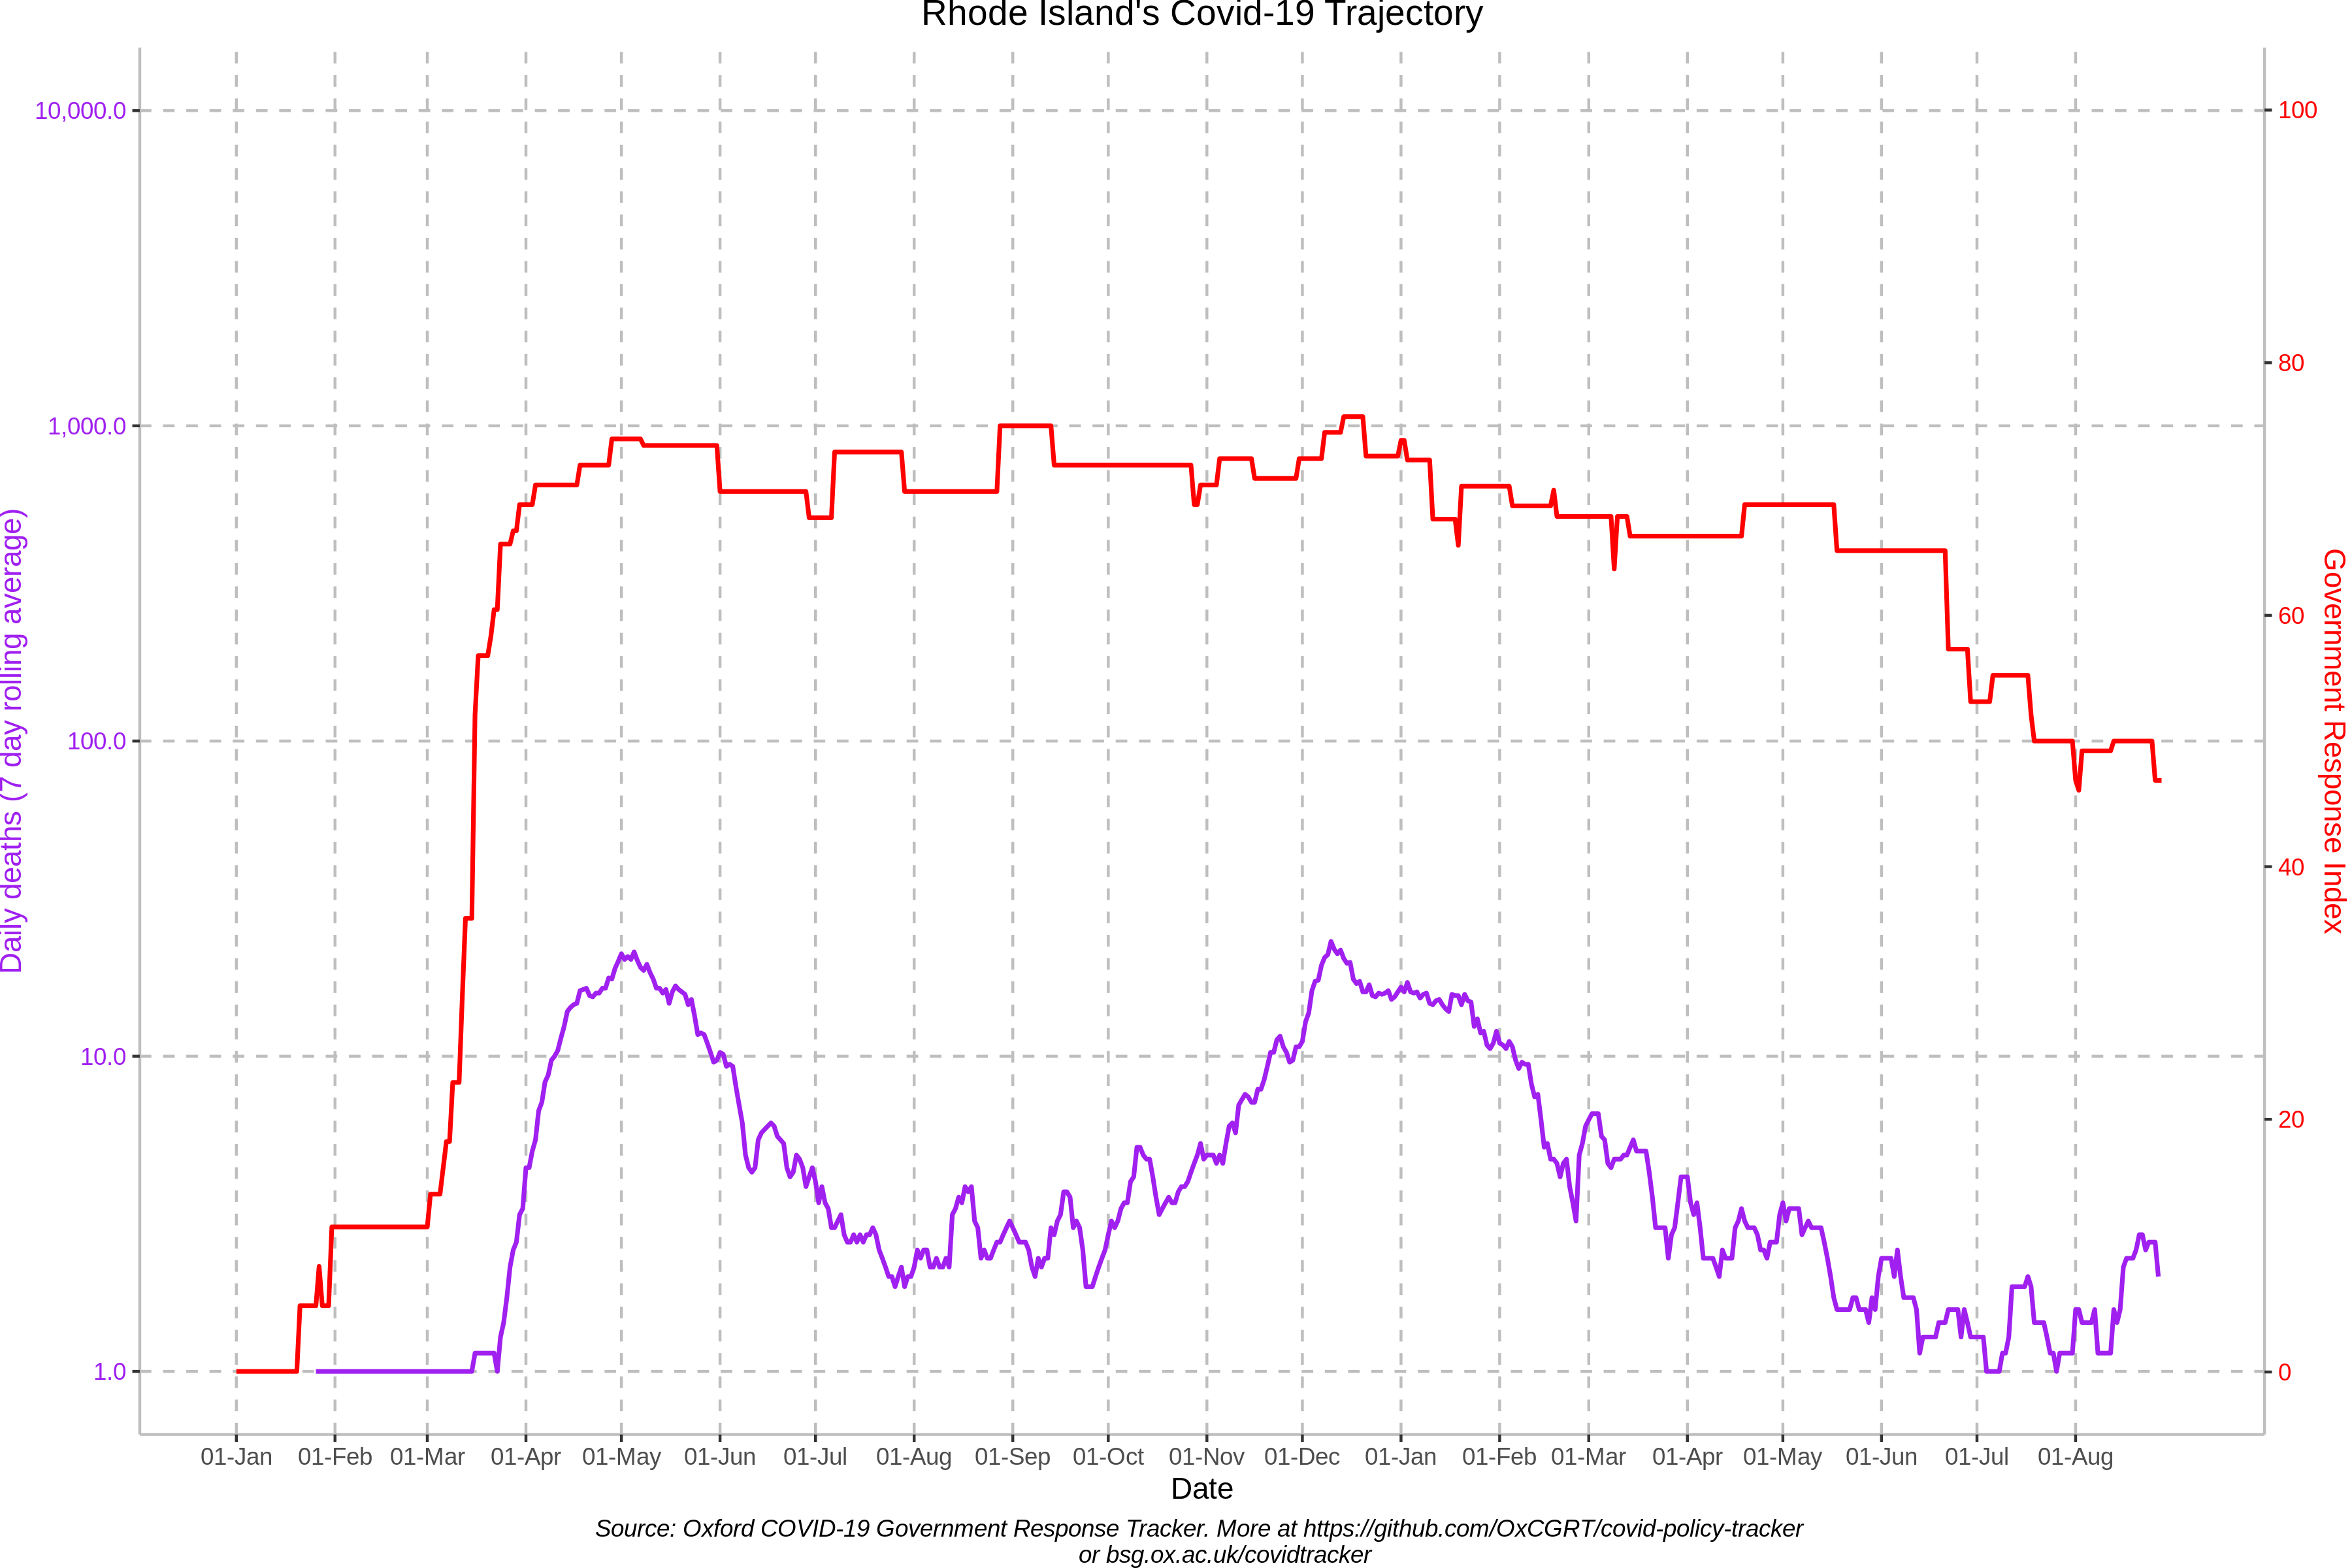 Rhode Island's Covid-19 Trajectory
10,000.0
1,000.0
100.0
10.0
1.0
Daily deaths (7 day rolling average)
100
80
60
40
20
0
Government Response Index
01-Jan 01-Feb 01-Mar 01-Apr 01-May 01-Jun 01-Jul 01-Aug 01-Sep 01-Oct 01-Nov 01-Dec 01-Jan 01-Feb 01-Mar 01-Apr 01-May 01-Jun 01-Jul 01-Aug
Date
Source: Oxford COVID-19 Government Response Tracker. More at https://github.com/OxCGRT/covid-policy-tracker
or bsg.ox.ac.uk/covidtracker